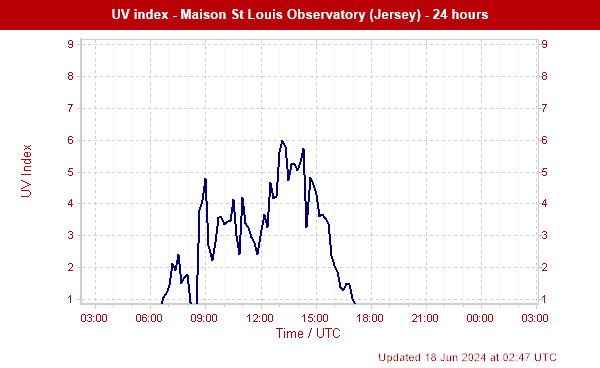 UV index - Maison St Louis Observatory (Jersey) - 24 hours
9 9
8 8
7 7
6 6
5 5
4 4
3 3
2 2
1 1
UV Index
03:00 06:00 09:00 12:00 15:00 18:00 21:00 00:00 03:00
Time / UTC
Updated 18 Jun 2024 at 02:47 UTC